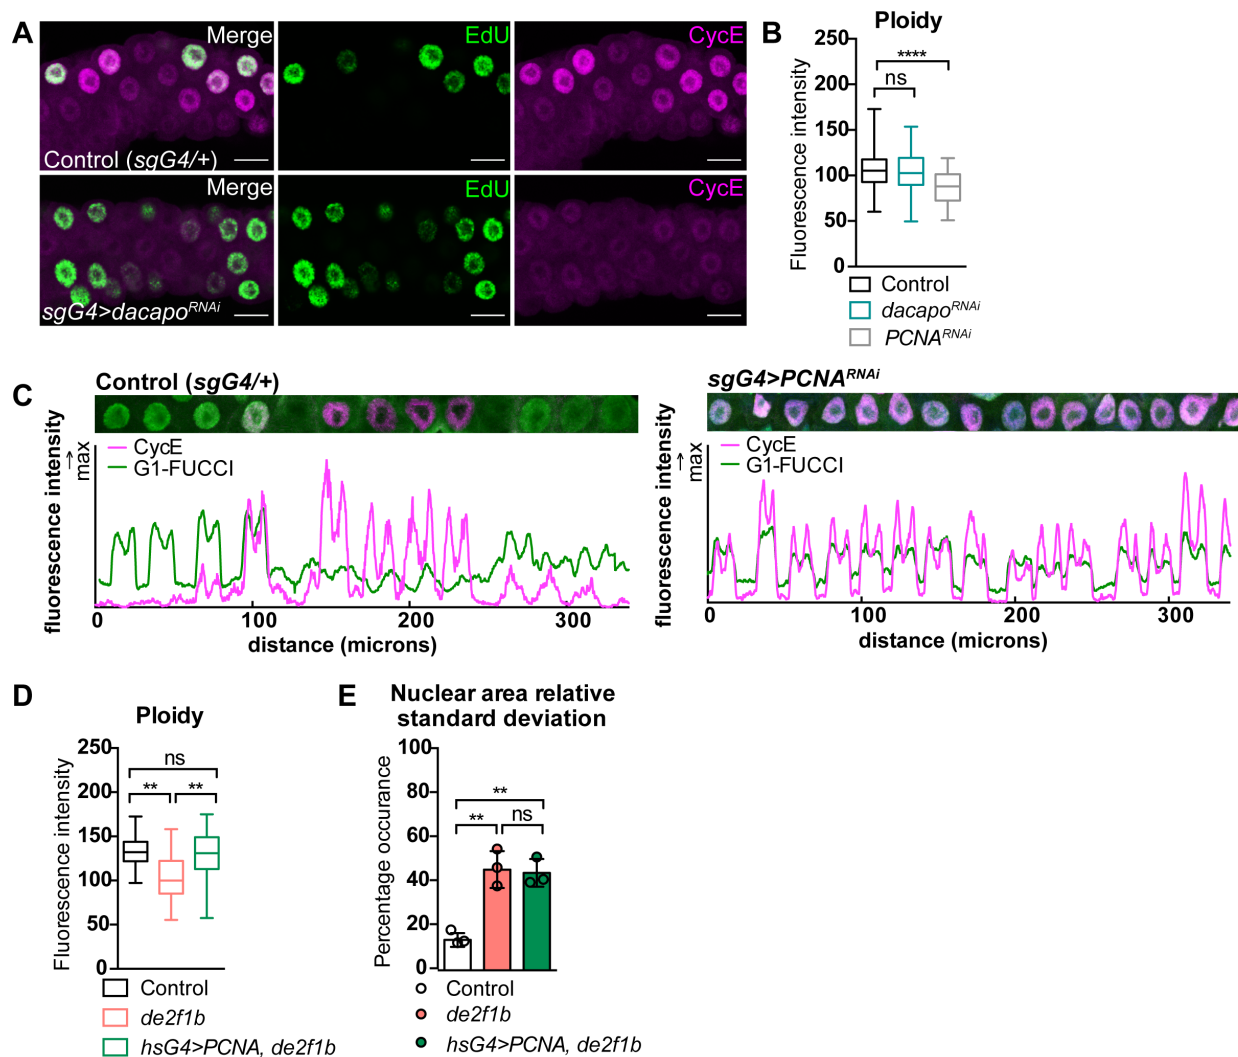 A
Merge
EdU
CycE
Control (sgG4/+)
Merge
EdU
CycE
sgG4>dacapoRNAi
B
Ploidy
Fluorescence intensity
250
200
150
100
50
0
****
ns
Control
dacapoRNAi
PCNARNAi
C
Control (sgG4/+)
fluorescence intensity
→max
CycE
G1-FUCCI
0
100
200
300
distance (microns)
sgG4>PCNARNAi
fluorescence intensity
→max
CycE
G1-FUCCI
0
100
200
300
distance (microns)
D
Ploidy
Fluorescence intensity
250
200
150
100
50
0
ns
** **
Control
de2f1b
hsG4>PCNA, de2f1b
E
Nuclear area relative
standard deviation
Percentage occurance
100
80
60
40
20
0
**
** ns
Control
de2f1b
hsG4>PCNA, de2f1b